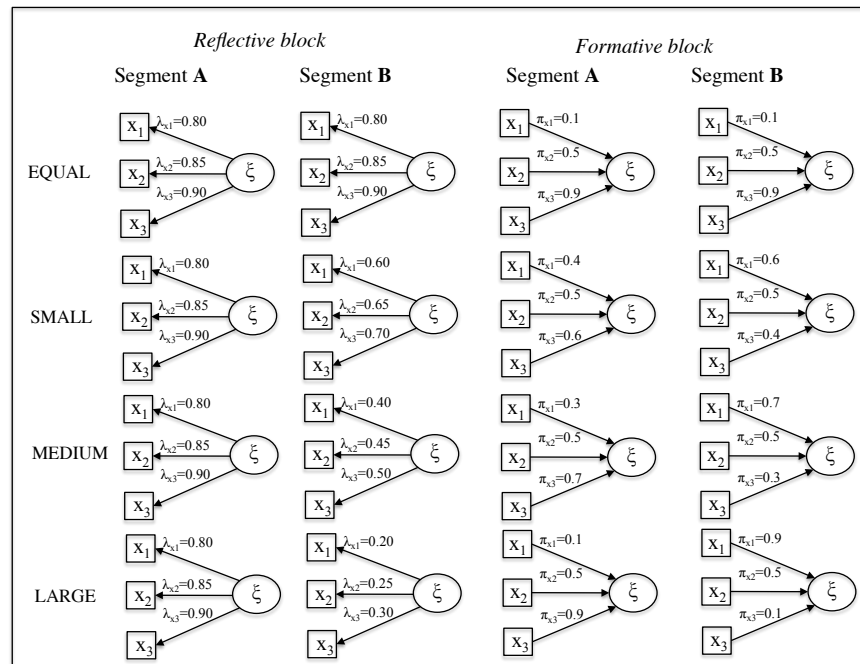 Reflective block Formative block
Segment A Segment B Segment A Segment B
EQUAL
x1 λx1=0.80 x2 λx2=0.85 x3 λx3=0.90 ξ
x1 λx1=0.80 x2 λx2=0.85 x3 λx3=0.90 ξ
x1 πx1=0.1 x2 πx2=0.5 x3 πx3=0.9 ξ
x1 πx1=0.1 x2 πx2=0.5 x3 πx3=0.9 ξ
SMALL
x1 λx1=0.80 x2 λx2=0.85 x3 λx3=0.90 ξ
x1 λx1=0.60 x2 λx2=0.65 x3 λx3=0.70 ξ
x1 πx1=0.4 x2 πx2=0.5 x3 πx3=0.6 ξ
x1 πx1=0.6 x2 πx2=0.5 x3 πx3=0.4 ξ
MEDIUM
x1 λx1=0.80 x2 λx2=0.85 x3 λx3=0.90 ξ
x1 λx1=0.40 x2 λx2=0.45 x3 λx3=0.50 ξ
x1 πx1=0.3 x2 πx2=0.5 x3 πx3=0.7 ξ
x1 πx1=0.7 x2 πx2=0.5 x3 πx3=0.3 ξ
LARGE
x1 λx1=0.80 x2 λx2=0.85 x3 λx3=0.90 ξ
x1 λx1=0.20 x2 λx2=0.25 x3 λx3=0.30 ξ
x1 πx1=0.1 x2 πx2=0.5 x3 πx3=0.9 ξ
x1 πx1=0.9 x2 πx2=0.5 x3 πx3=0.1 ξ